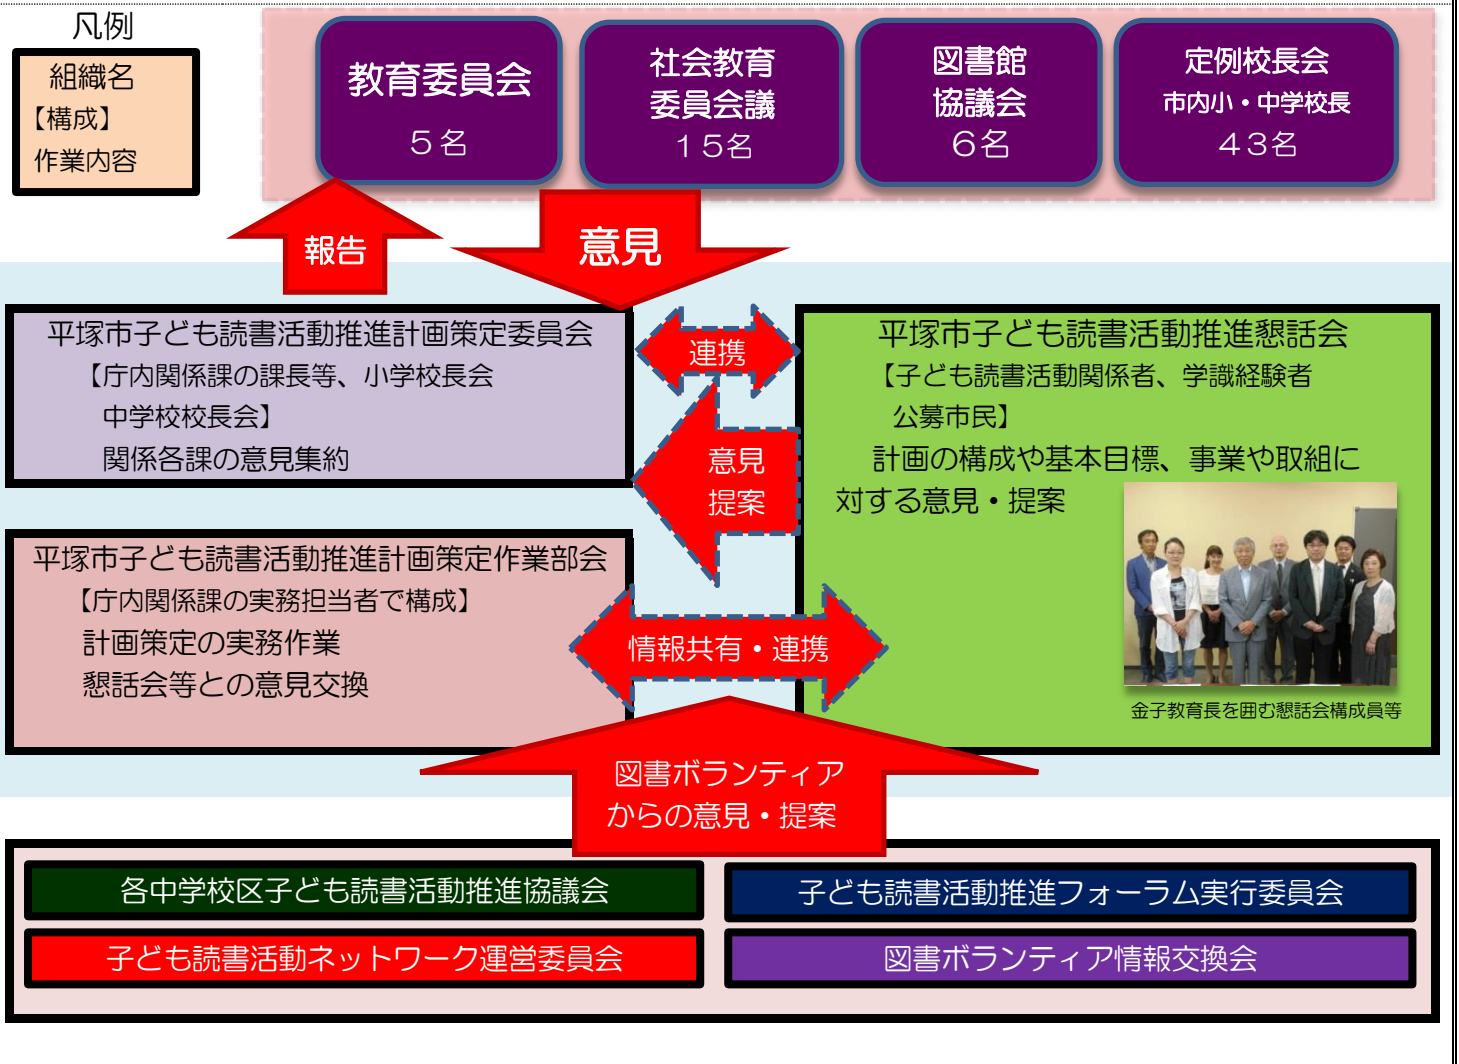 凡例
組織名
【構成】
作業内容
教育委員会
５名
社会教育
委員会議
１５名
図書館
協議会
６名
定例校長会
市内小・中学校長
４３名
報告
意見
平塚市子ども読書活動推進計画策定委員会
【庁内関係課の課長等、小学校長会
中学校校長会】
関係各課の意見集約
連携
意見
提案
平塚市子ども読書活動推進懇話会
【子ども読書活動関係者、学識経験者
公募市民】
計画の構成や基本目標、事業や取組に
対する意見・提案
金子教育長を囲む懇話会構成員等
平塚市子ども読書活動推進計画策定作業部会
【庁内関係課の実務担当者で構成】
計画策定の実務作業
懇話会等との意見交換
情報共有・連携
図書ボランティア
からの意見・提案
各中学校区子ども読書活動推進協議会
子ども読書活動推進フォーラム実行委員会
子ども読書活動ネットワーク運営委員会
図書ボランティア情報交換会